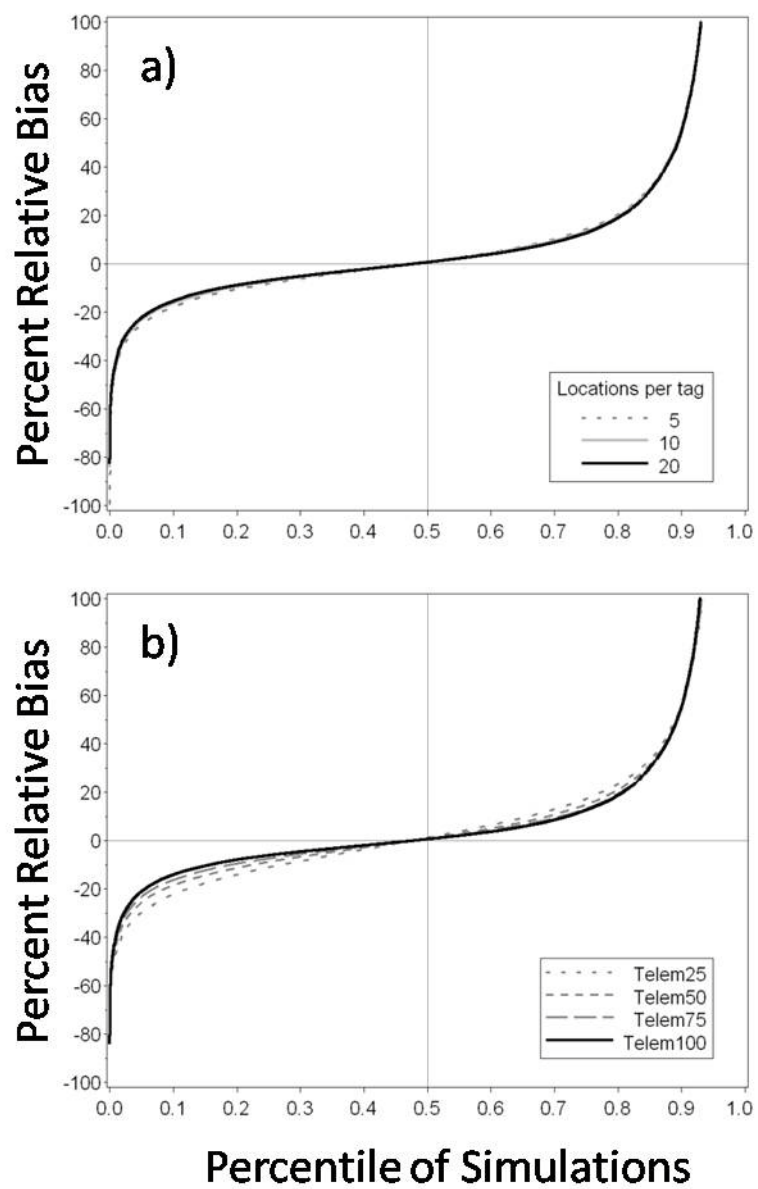 Percent Relative Bias
100
80
60
40
20
0
-20
-40
-60
-80
-100
a)
Locations per tag
5
10
20
0.0 0.1 0.2 0.3 0.4 0.5 0.6 0.7 0.8 0.9 1.0
Percent Relative Bias
100
80
60
40
20
0
-20
-40
-60
-80
-100
b)
Telem25
Telem50
Telem75
Telem100
0.0 0.1 0.2 0.3 0.4 0.5 0.6 0.7 0.8 0.9 1.0
Percentile of Simulations